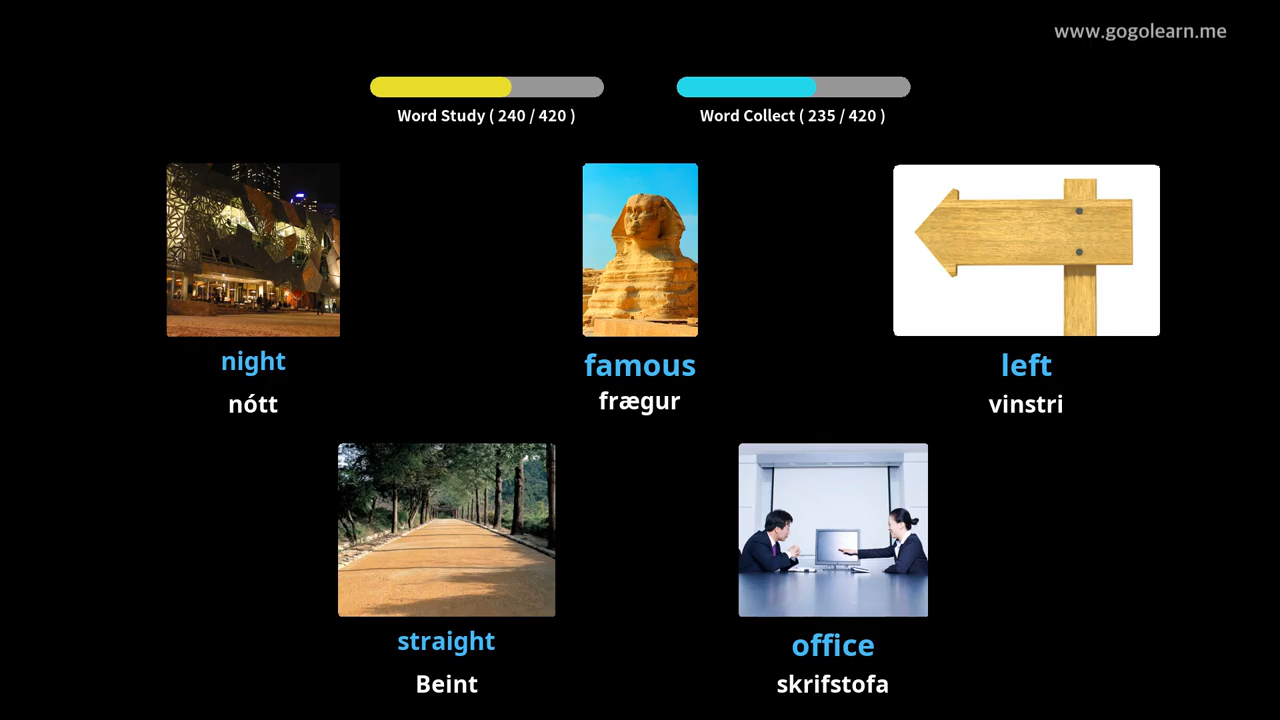 www.gogolearn.me
Word Study ( 240 / 420 )
Word Collect ( 235 / 420 )
night
nótt
famous
frægur
left
vinstri
straight
Beint
office
skrifstofa